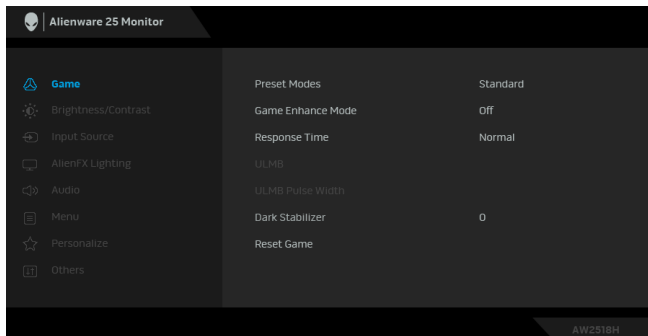 Alienware 25 Monitor
Game
Preset Modes Standard
Brightness/Contrast
Game Enhance Mode Off
Input Source
Response Time Normal
AlienFX Lighting
ULMB
Audio
ULMB Pulse Width
Menu
Dark Stabilizer 0
Personalize
Reset Game
Others
AW2518H